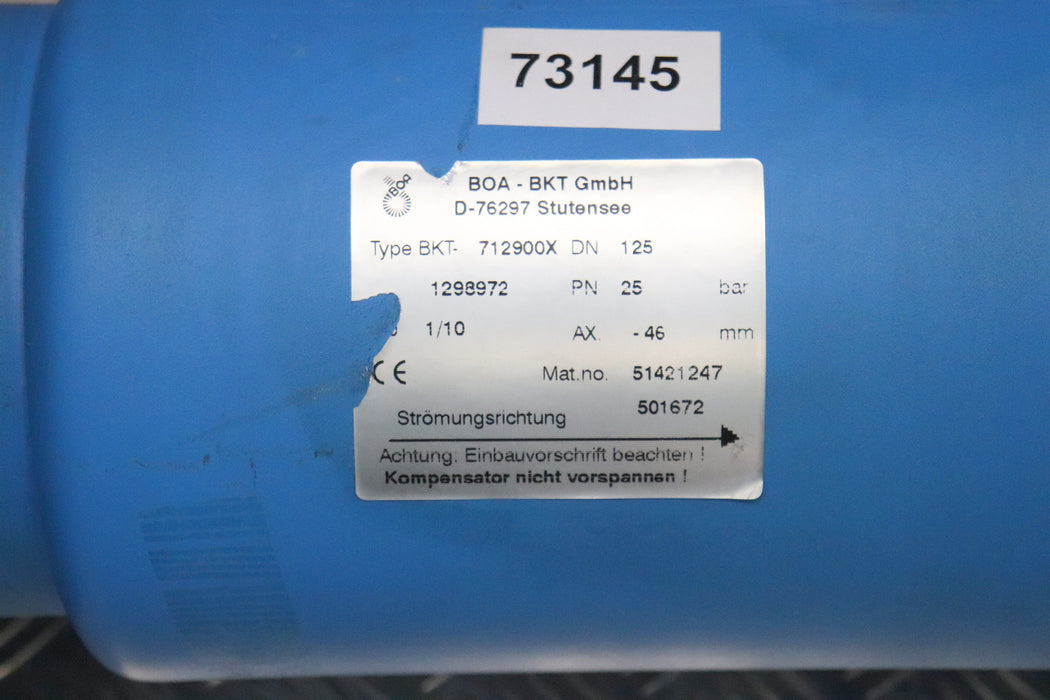 73145
BOA
BOA - BKT GmbH
D-76297 Stutensee
Type BKT- 712900X DN 125
1298972 PN 25 bar
1/10 AX. - 46 mm
CE Mat.no. 51421247
501672
Strömungsrichtung
Achtung: Einbauvorschrift beachten !
Kompensator nicht vorspannen !